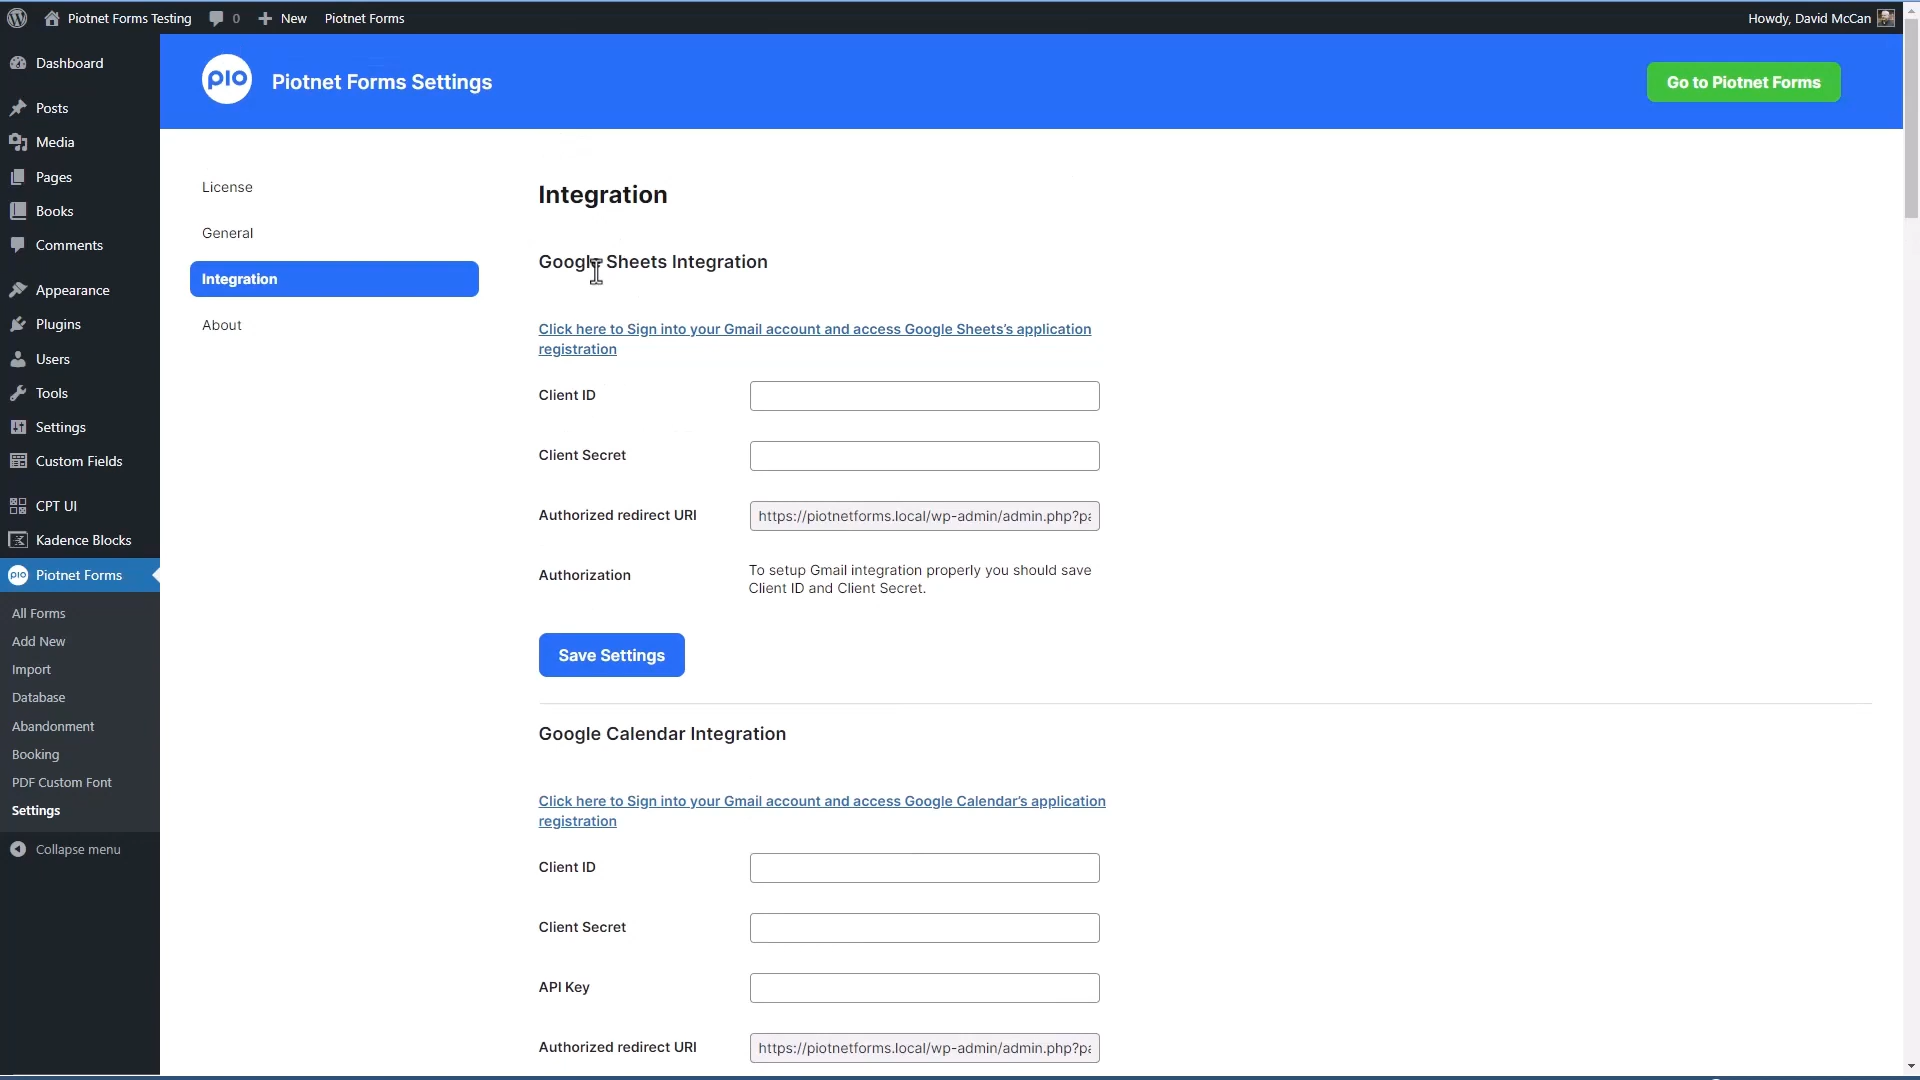 Piotnet Forms Testing
0
New
Piotnet Forms
Howdy, David McCan
Dashboard
Posts
Media
Pages
Books
Comments
Appearance
Plugins
Users
Tools
Settings
Custom Fields
CPT UI
Kadence Blocks
Piotnet Forms
All Forms
Add New
Import
Database
Abandonment
Booking
PDF Custom Font
Settings
Collapse menu
pio
Piotnet Forms Settings
Go to Piotnet Forms
License
General
Integration
About
Integration
Google Sheets Integration
Click here to Sign into your Gmail account and access Google Sheets's application
registration
Client ID
Client Secret
Authorized redirect URI
https://piotnetforms.local/wp-admin/admin.php?pa
Authorization
To setup Gmail integration properly you should save
Client ID and Client Secret.
Save Settings
Google Calendar Integration
Click here to Sign into your Gmail account and access Google Calendar's application
registration
Client ID
Client Secret
API Key
Authorized redirect URI
https://piotnetforms.local/wp-admin/admin.php?pa